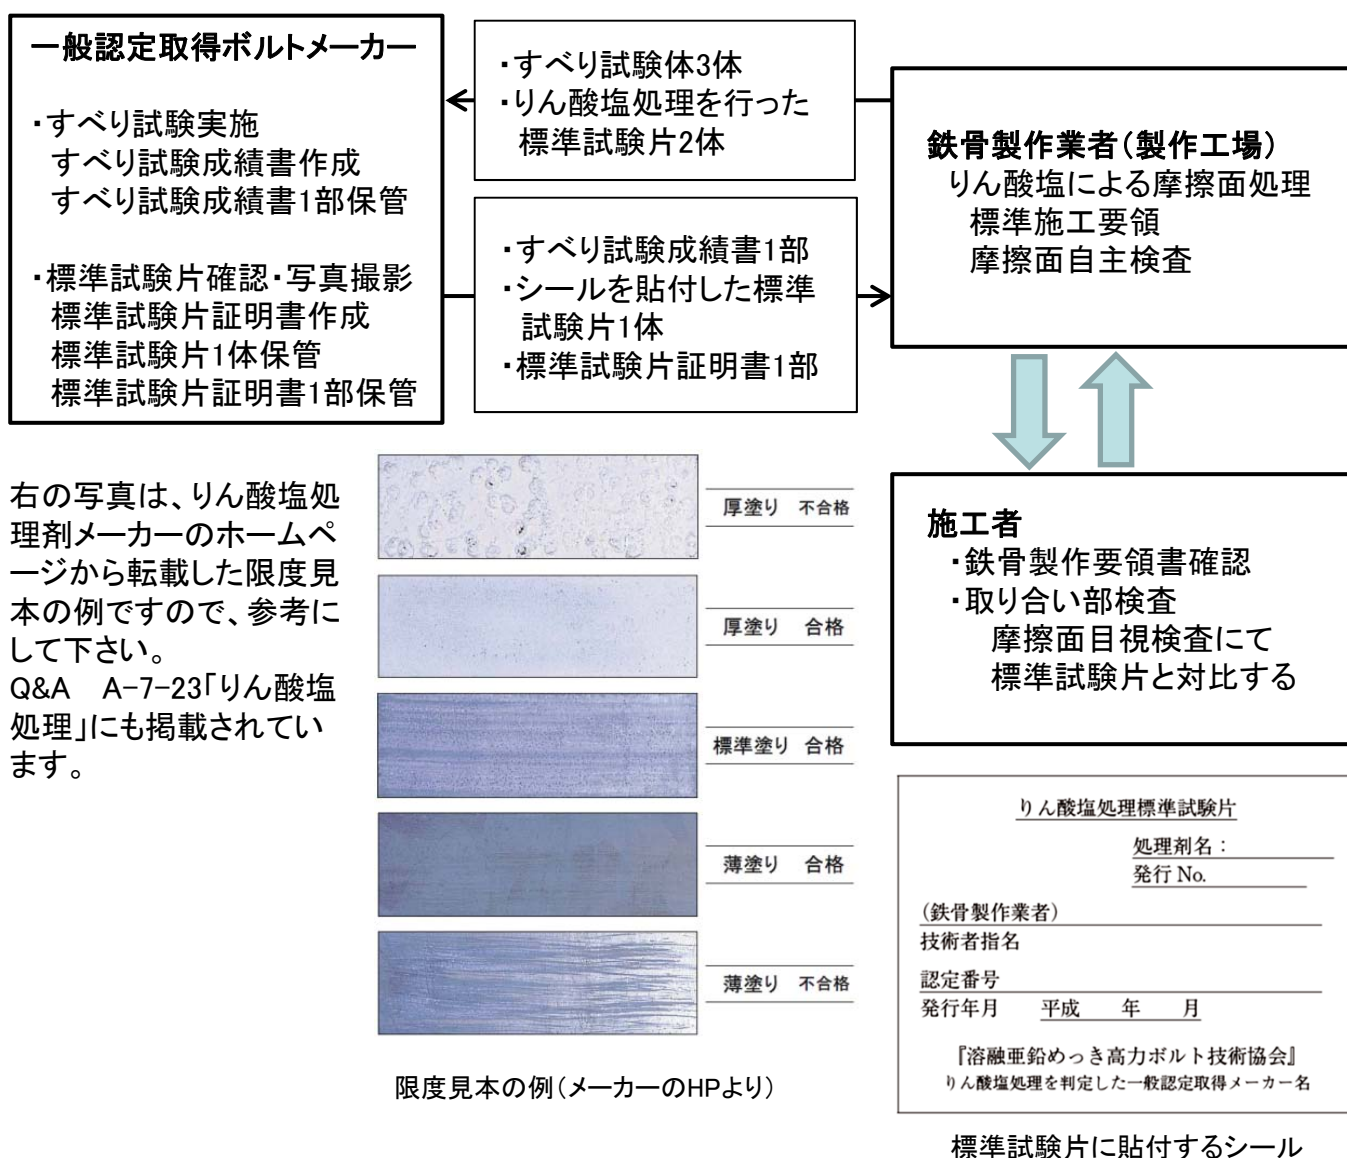 一般認定取得ボルトメーカー
・すべり試験実施
すべり試験成績書作成
すべり試験成績書1部保管
・標準試験片確認・写真撮影
標準試験片証明書作成
標準試験片1体保管
標準試験片証明書1部保管
・すべり試験体3体
・りん酸塩処理を行った
標準試験片2体
・すべり試験成績書1部
・シールを貼付した標準
試験片1体
・標準試験片証明書1部
鉄骨製作業者(製作工場)
りん酸塩による摩擦面処理
標準施工要領
摩擦面自主検査
施工者
・鉄骨製作要領書確認
・取り合い部検査
摩擦面目視検査にて
標準試験片と対比する
右の写真は、りん酸塩処
理剤メーカーのホームペ
ージから転載した限度見
本の例ですので、参考に
して下さい。
Q&A A-7-23「りん酸塩
処理」にも掲載されてい
ます。
厚塗り 不合格
厚塗り 合格
標準塗り 合格
薄塗り 合格
薄塗り 不合格
限度見本の例(メーカーのHPより)
りん酸塩処理標準試験片
処理剤名:
発行 No.
(鉄骨製作業者)
技術者指名
認定番号
発行年月 平成 年 月
『溶融亜鉛めっき高力ボルト技術協会』
りん酸塩処理を判定した一般認定取得メーカー名
標準試験片に貼付するシール